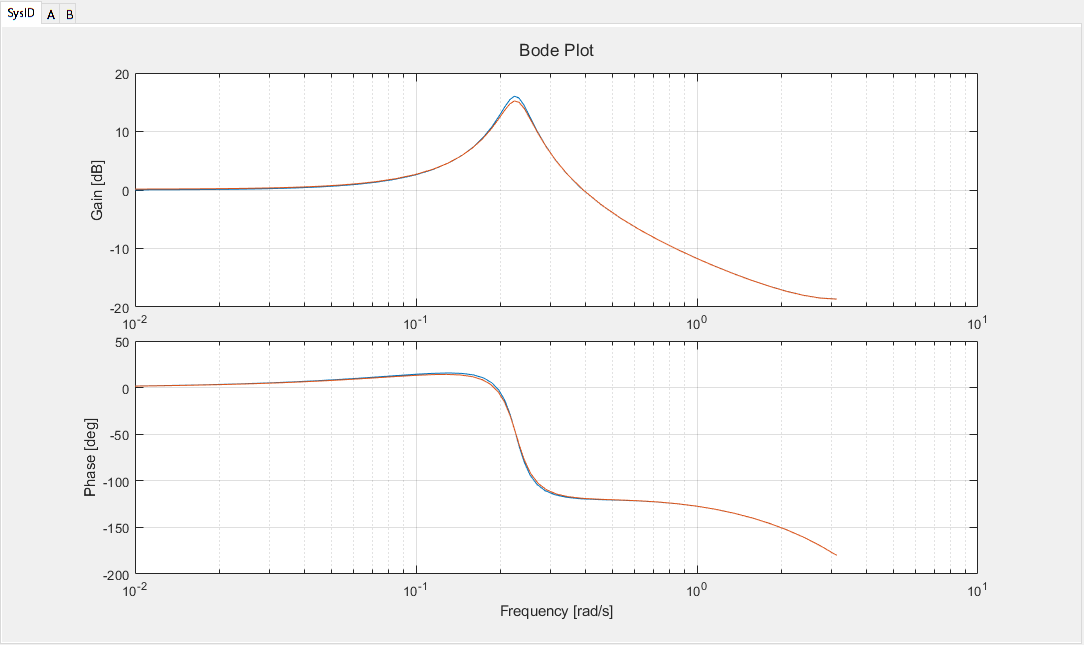 SysID A B
Bode Plot
20
10
0
-10
-20
Gain [dB]
10^-2 10^-1 10^0 10^1
50
0
-50
-100
-150
-200
Phase [deg]
10^-2 10^-1 10^0 10^1
Frequency [rad/s]